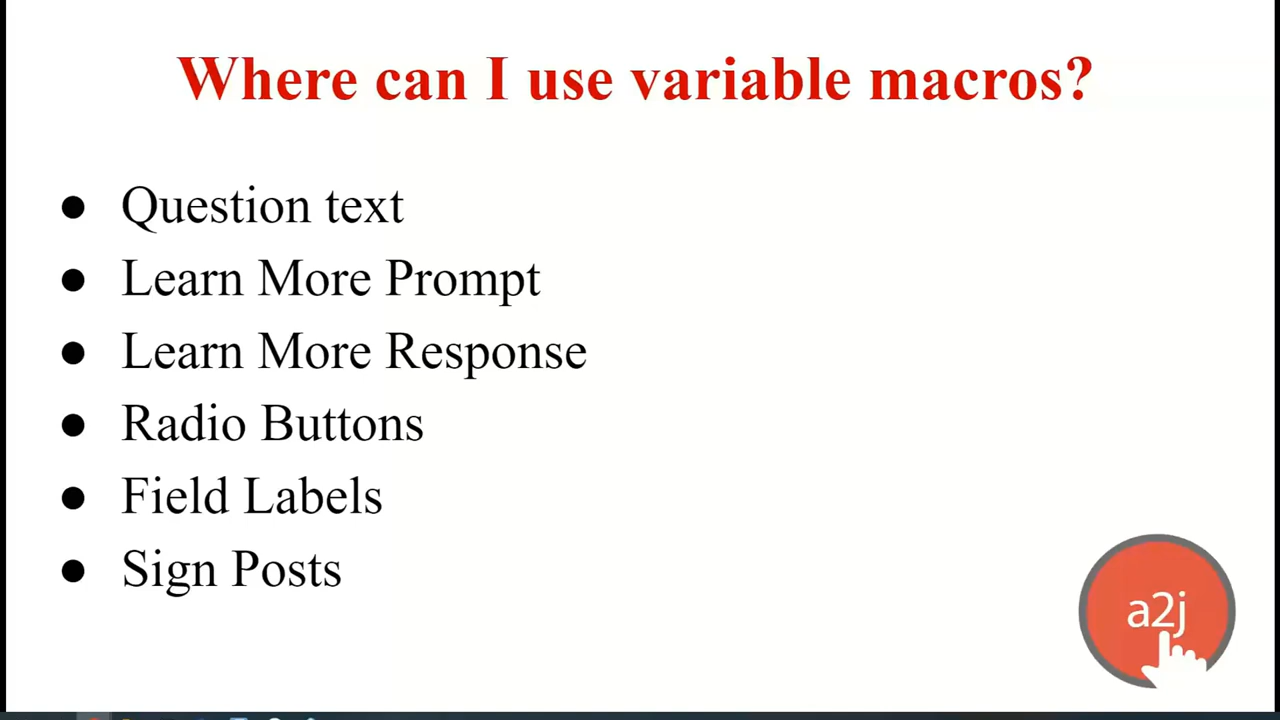 Where can I use variable macros?
● Question text
● Learn More Prompt
● Learn More Response
● Radio Buttons
● Field Labels
● Sign Posts
a2j